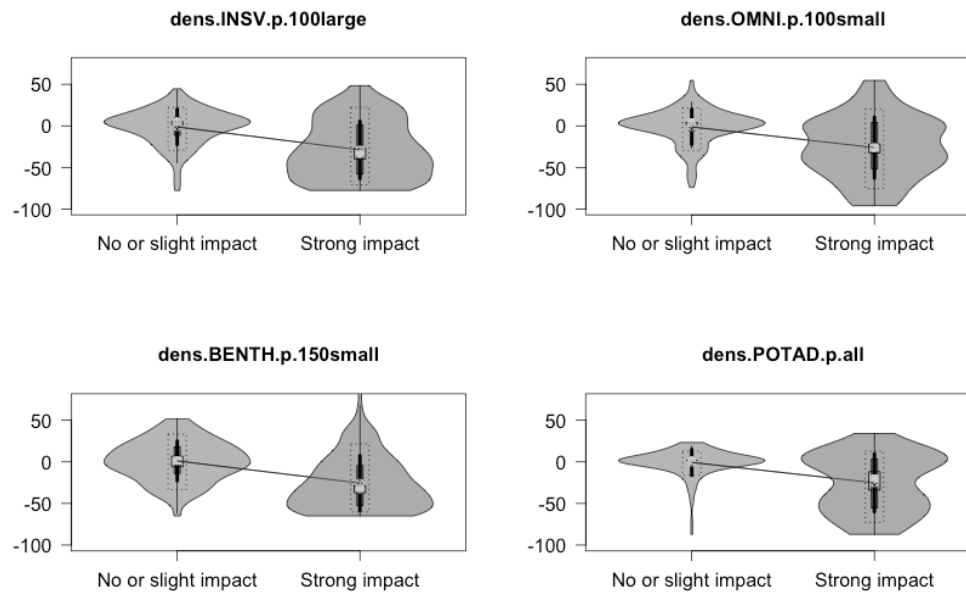 dens.INSV.p.100large
50
0
-50
-100
No or slight impact Strong impact
dens.OMNI.p.100small
50
0
-50
-100
No or slight impact Strong impact
dens.BENTH.p.150small
50
0
-50
-100
No or slight impact Strong impact
dens.POTAD.p.all
50
0
-50
-100
No or slight impact Strong impact